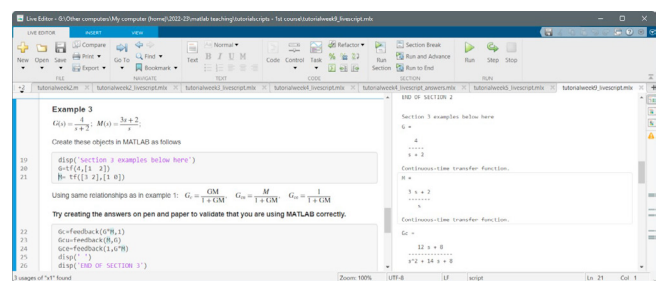 Live Editor - G:\Other computers\My computer (home)\2022-23\matlab teaching\tutorialscripts - 1st course\tutorialweek9_livescript.mlx
LIVE EDITOR INSERT VIEW
New Open Save Compare Print Export Go To Find Bookmark Text Normal B I U M Code Control Task Refactor Run Section Section Break Run and Advance Run to End Run Step Stop
FILE NAVIGATE TEXT CODE SECTION RUN
tutorialweek2.m tutorialweek2_livescript.mlx tutorialweek3_livescript.mlx tutorialweek4_livescript.mlx tutorialweek4_livescript_answers.mlx tutorialweek5_livescript.mlx tutorialweek9_livescript.mlx
Example 3
G(s) = 4/(s + 2); M(s) = (3s + 2)/s;
Create these objects in MATLAB as follows
19 disp('Section 3 examples below here')
20 G=tf(4,[1 2])
21 M= tf([3 2],[1 0])
Using same relationships as in example 1: Gc = GM/(1 + GM) Gcu = M/(1 + GM) Gce = 1/(1 + GM)
Try creating the answers on pen and paper to validate that you are using MATLAB correctly.
22 Gc=feedback(G*M,1)
23 Gcu=feedback(M,G)
24 Gce=feedback(1,G*M)
25 disp(' ')
26 disp('END OF SECTION 3')
END OF SECTION 2
Section 3 examples below here
G =
4
-----
s + 2
Continuous-time transfer function.
M =
3 s + 2
-------
s
Continuous-time transfer function.
Gc =
12 s + 8
--------------
s^2 + 14 s + 8
3 usages of "s1" found Zoom: 100% UTF-8 LF script Ln 21 Col 1